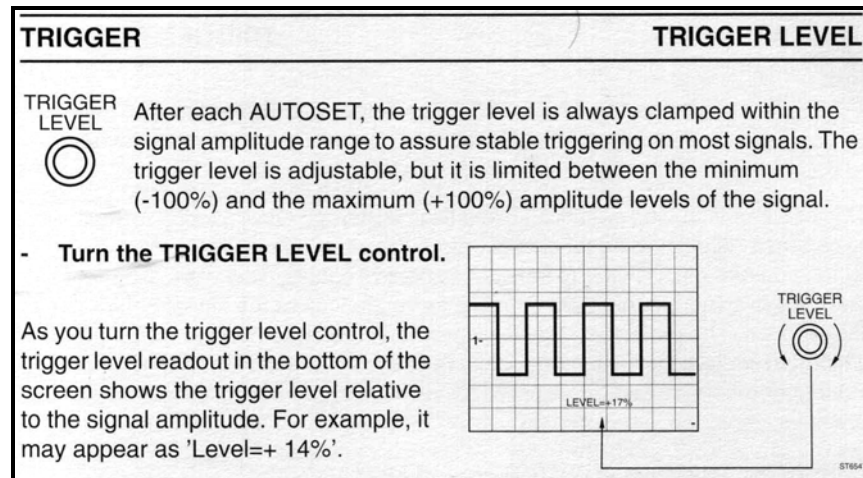 TRIGGER
TRIGGER LEVEL
TRIGGER
LEVEL
After each AUTOSET, the trigger level is always clamped within the
signal amplitude range to assure stable triggering on most signals. The
trigger level is adjustable, but it is limited between the minimum
(-100%) and the maximum (+100%) amplitude levels of the signal.
- Turn the TRIGGER LEVEL control.
As you turn the trigger level control, the
trigger level readout in the bottom of the
screen shows the trigger level relative
to the signal amplitude. For example, it
may appear as 'Level=+ 14%'.
1-
LEVEL=+17%
TRIGGER
LEVEL
ST654